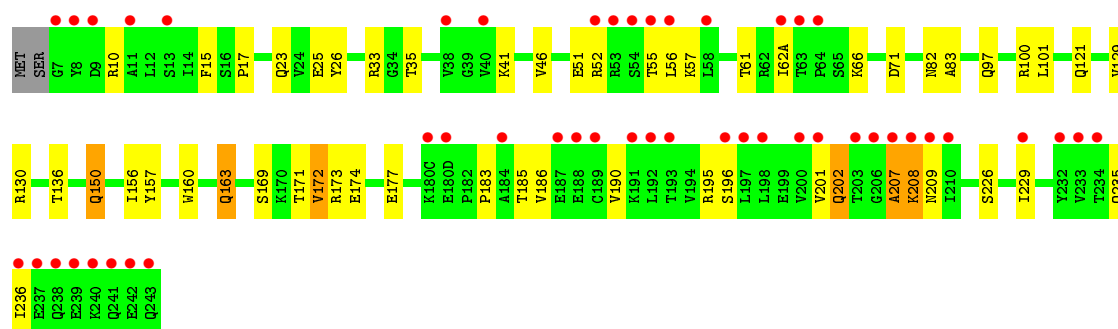 MET SER G7 Y8 D9 R10 A11 L12 S13 I14 F15 S16 P17 Q23 V24 E25 Y26 R33 G34 T35 V38 G39 V40 K41 V46 E51 R52 R53 S54 T55 L56 K57 L58 T61 R62 I62A T63 P64 S65 K66 D71 N82 A83 Q97 R100 L101 Q121 V129
R130 T136 Q150 I156 Y157 W160 Q163 S169 K170 T171 V172 R173 E174 E177 K180C E180D P182 P183 A184 T185 V186 E187 E188 C189 V190 K191 L192 T193 V194 R195 S196 L197 L198 E199 V200 V201 Q202 T203 G206 A207 K208 N209 I210 S226 I229 Y232 V233 T234 Q235
I236 E237 Q238 E239 K240 Q241 E242 Q243